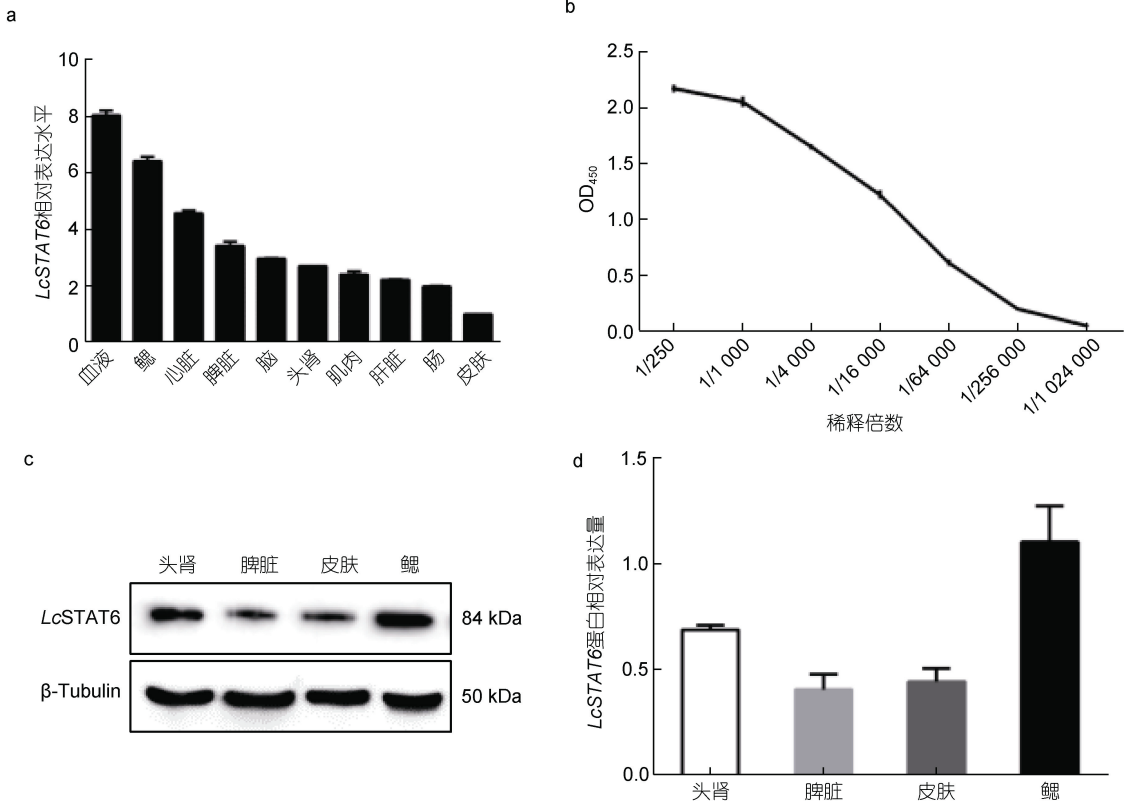 a
LcSTAT6相对表达水平
10
8
6
4
2
0
血液
鳃
心脏
脾脏
脑
头肾
肌肉
肝脏
肠
皮肤
b
OD450
2.5
2.0
1.5
1.0
0.5
0.0
1/250
1/1 000
1/4 000
1/16 000
1/64 000
1/256 000
1/1 024 000
稀释倍数
c
头肾 脾脏 皮肤 鳃
LcSTAT6 84 kDa
β-Tubulin 50 kDa
d
LcSTAT6蛋白相对表达量
1.5
1.0
0.5
0.0
头肾 脾脏 皮肤 鳃